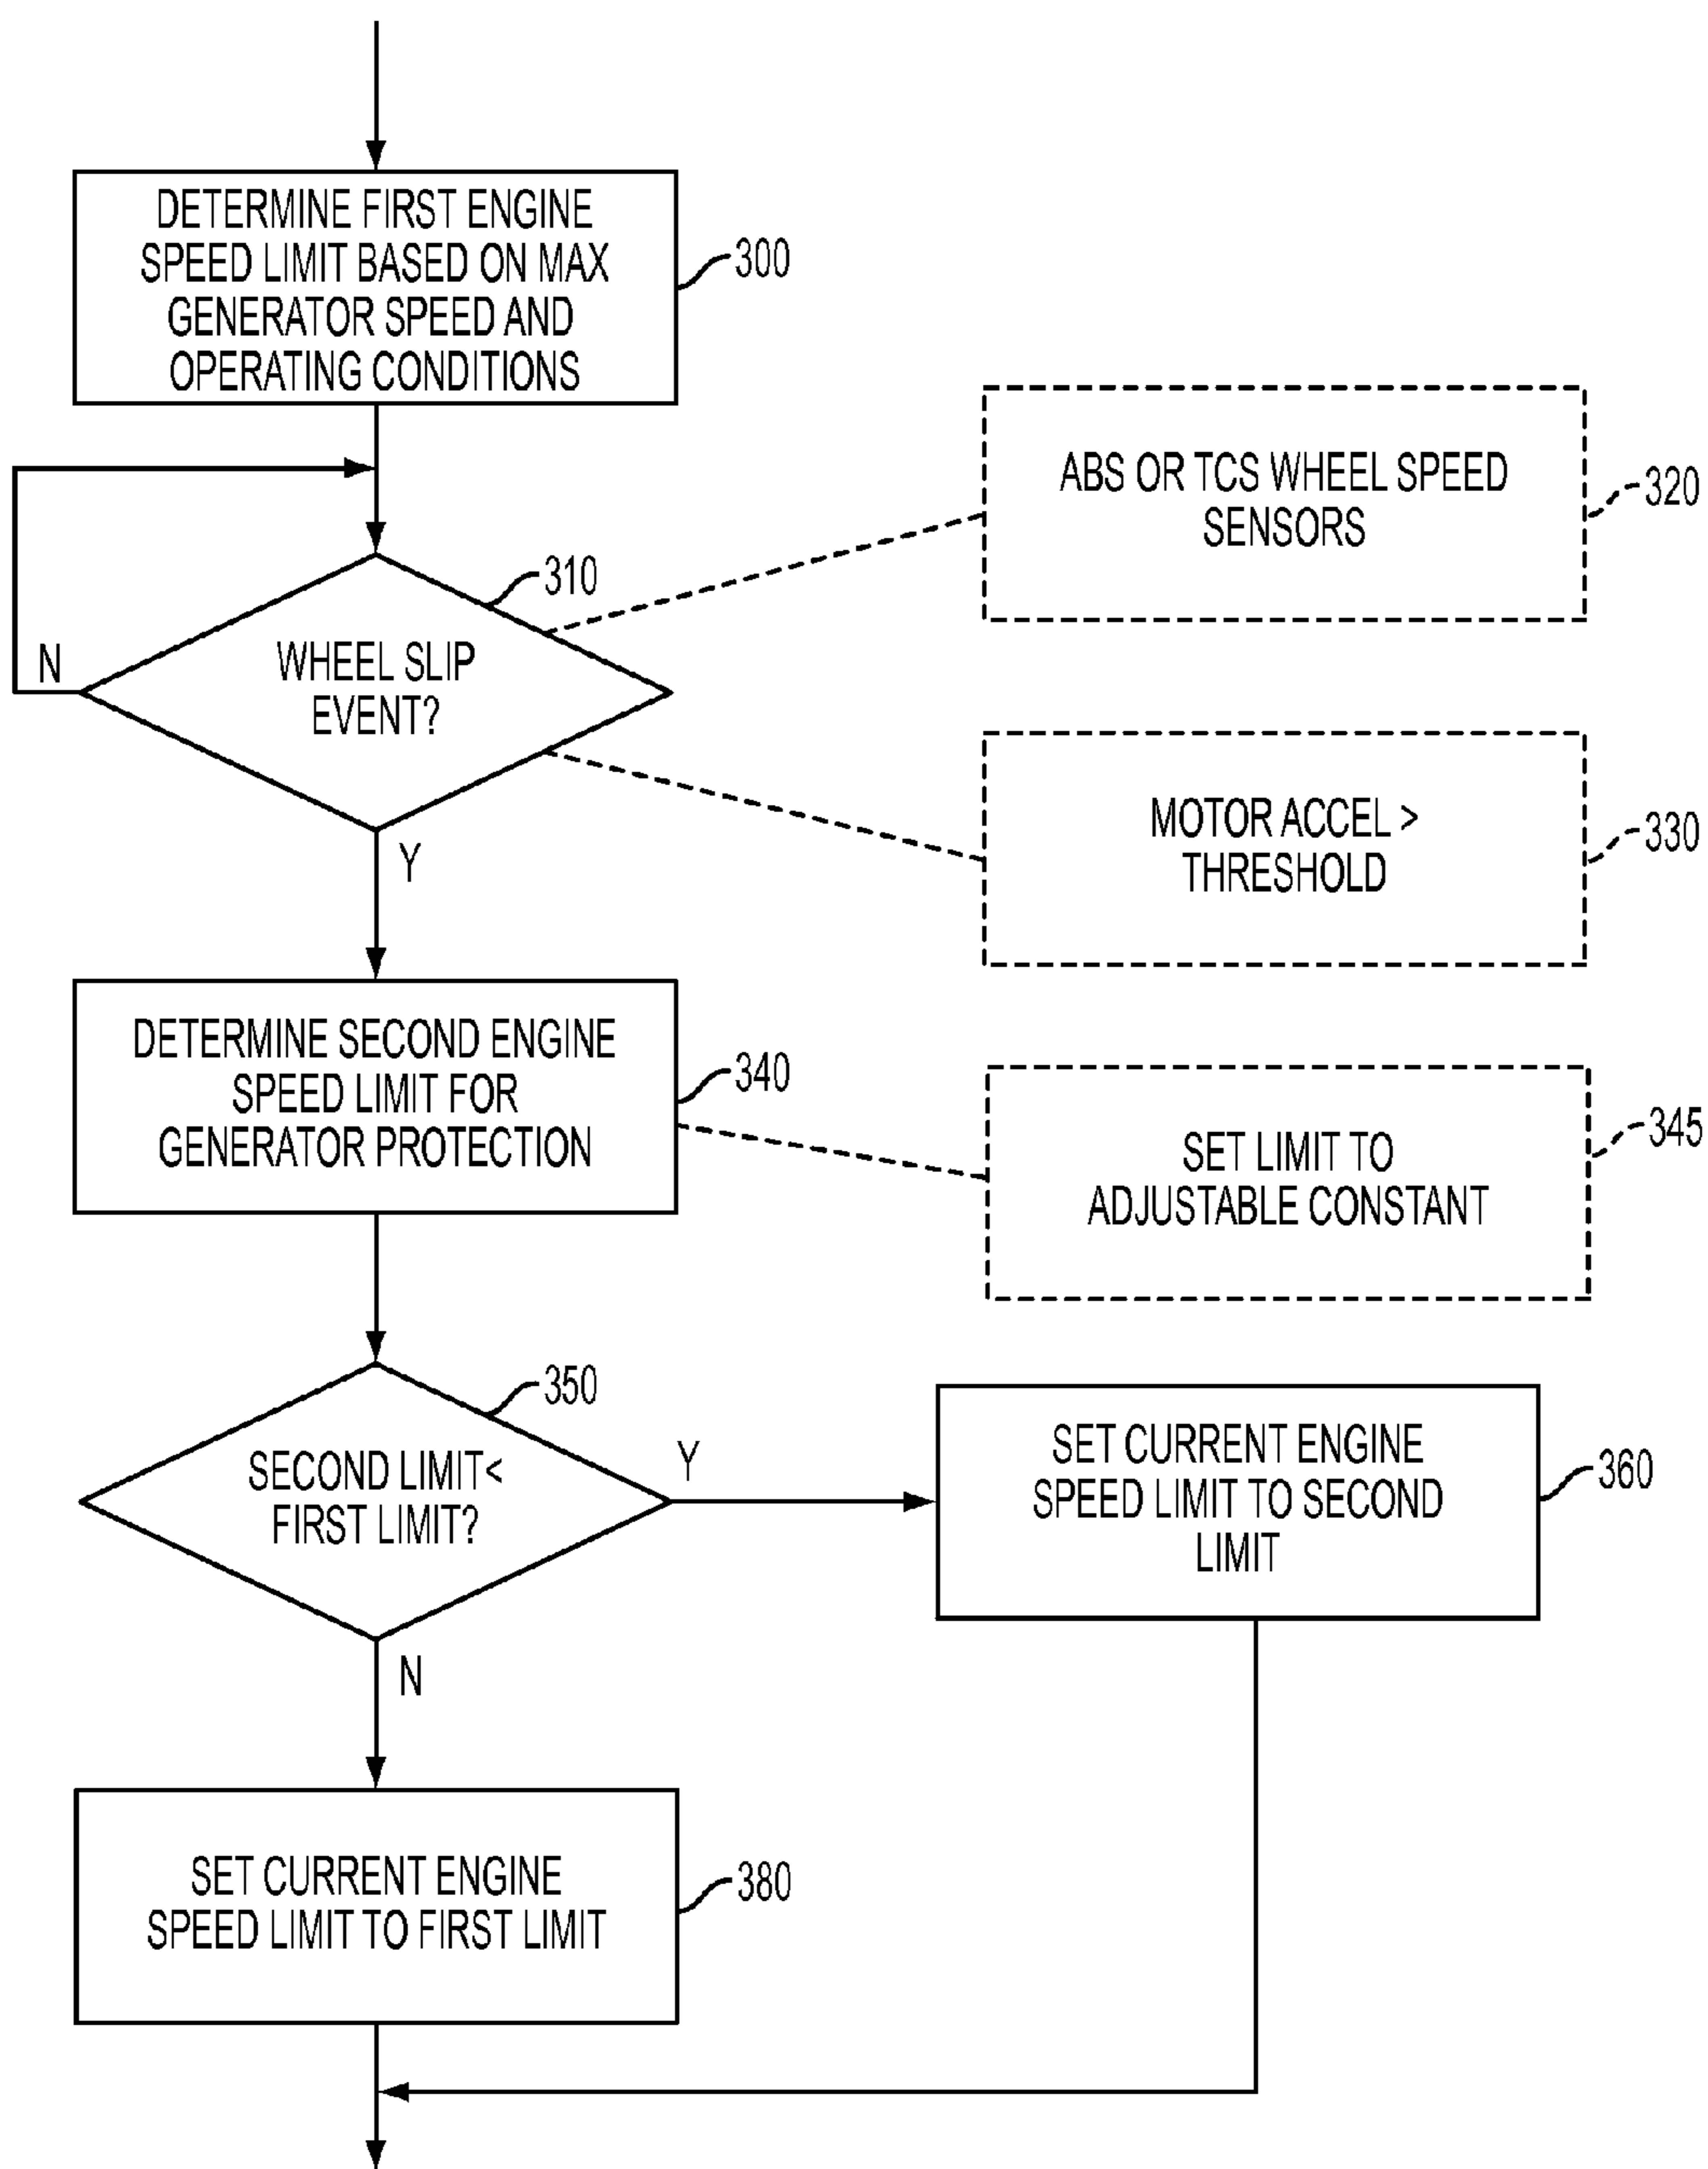 DETERMINE FIRST ENGINE
SPEED LIMIT BASED ON MAX
GENERATOR SPEED AND
OPERATING CONDITIONS
300
ABS OR TCS WHEEL SPEED
SENSORS
320
310
WHEEL SLIP
EVENT?
N
Y
MOTOR ACCEL >
THRESHOLD
330
DETERMINE SECOND ENGINE
SPEED LIMIT FOR
GENERATOR PROTECTION
340
SET LIMIT TO
ADJUSTABLE CONSTANT
345
350
SECOND LIMIT<
FIRST LIMIT?
Y
N
SET CURRENT ENGINE
SPEED LIMIT TO SECOND
LIMIT
360
SET CURRENT ENGINE
SPEED LIMIT TO FIRST LIMIT
380